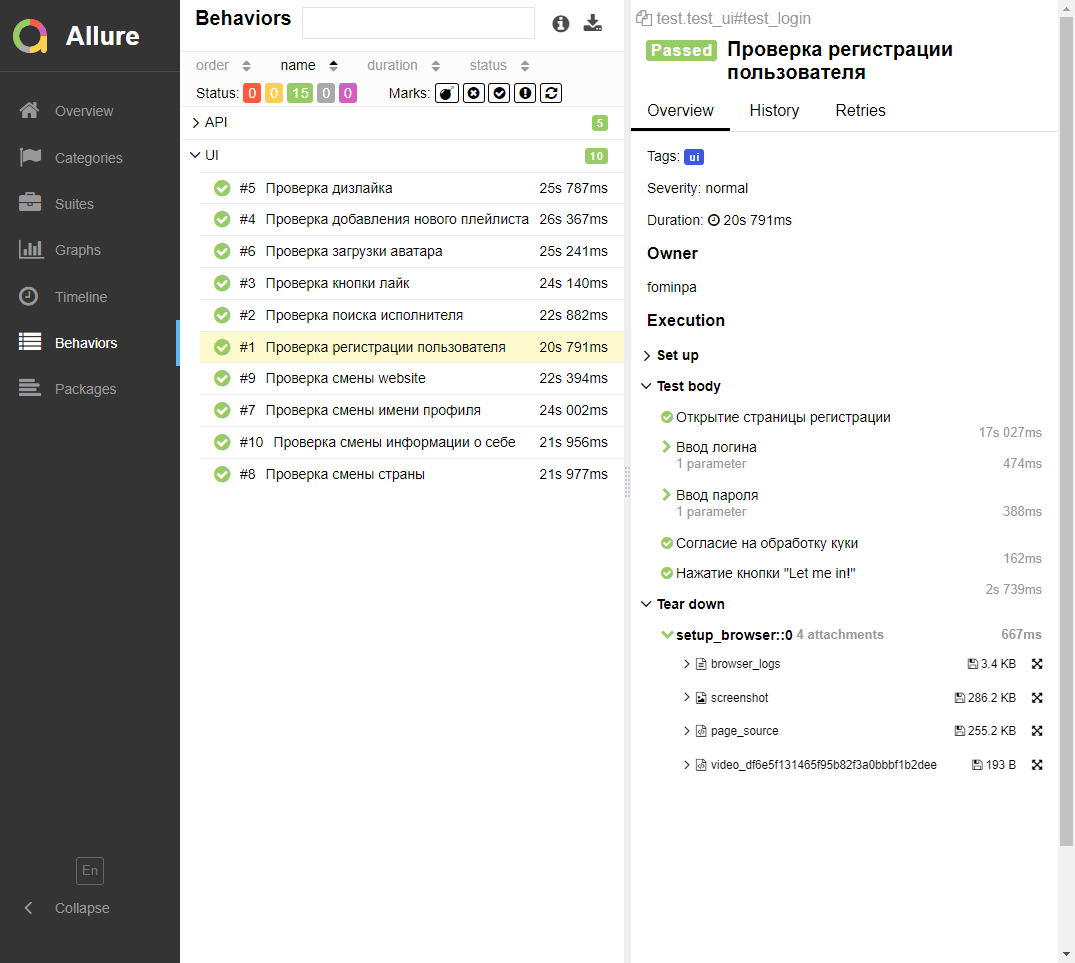 Allure
Overview
Categories
Suites
Graphs
Timeline
Behaviors
Packages
En
Collapse
Behaviors
order name duration status
Status: 0 0 15 0 0 Marks:
API 5
UI 10
#5 Проверка дизлайка 25s 787ms
#4 Проверка добавления нового плейлиста 26s 367ms
#6 Проверка загрузки аватара 25s 241ms
#3 Проверка кнопки лайк 24s 140ms
#2 Проверка поиска исполнителя 22s 882ms
#1 Проверка регистрации пользователя 20s 791ms
#9 Проверка смены website 22s 394ms
#7 Проверка смены имени профиля 24s 002ms
#10 Проверка смены информации о себе 21s 956ms
#8 Проверка смены страны 21s 977ms
test.test_ui#test_login
Passed Проверка регистрации
пользователя
Overview History Retries
Tags: ui
Severity: normal
Duration: 20s 791ms
Owner
fominpa
Execution
Set up
Test body
Открытие страницы регистрации
17s 027ms
Ввод логина
1 parameter 474ms
Ввод пароля
1 parameter 388ms
Согласие на обработку куки
162ms
Нажатие кнопки "Let me in!"
2s 739ms
Tear down
setup_browser::0 4 attachments 667ms
browser_logs 3.4 KB
screenshot 286.2 KB
page_source 255.2 KB
video_df6e5f131465f95b82f3a0bbbf1b2dee 193 B